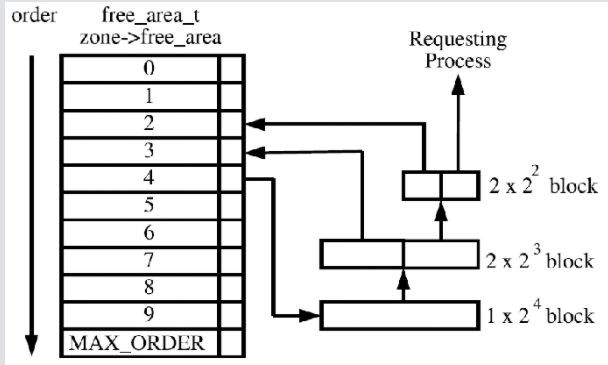 order
free_area_t
zone->free_area
0
1
2
3
4
5
6
7
8
9
MAX_ORDER
Requesting
Process
2 x 2² block
2 x 2³ block
1 x 2⁴ block